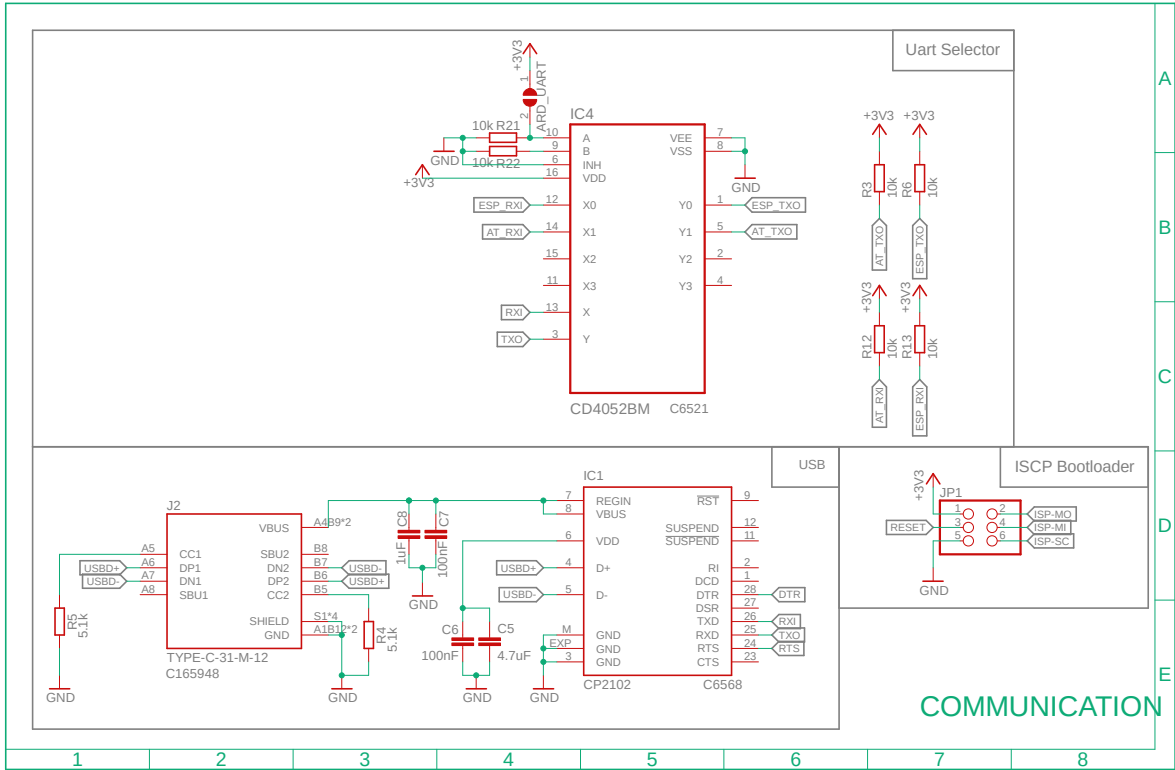 Uart Selector
A
+3V3
1
2
ARD_UART
IC4
10k R21
10k R22
GND
+3V3
10 A
9 B
6 INH
16 VDD
ESP_RXI 12 X0
AT_RXI 14 X1
15 X2
11 X3
RXI 13 X
TXO 3 Y
VEE 7
VSS 8
GND
Y0 1 ESP_TXO
Y1 5 AT_TXO
Y2 2
Y3 4
CD4052BM C6521
+3V3 +3V3
R3 10k R6 10k
AT_TXO ESP_TXO
B
+3V3 +3V3
R12 10k R13 10k
AT_RXI ESP_RXI
C
USB
J2
VBUS A4B9*2
A5 CC1 SBU2 B8
USBD+ A6 DP1 DN2 B7 USBD-
USBD- A7 DN1 DP2 B6 USBD+
A8 SBU1 CC2 B5
SHIELD S1*4
GND A1B12*2
TYPE-C-31-M-12
C165948
R5 5.1k
GND
R4 5.1k
GND
C8 1uF
C7 100nF
GND
C6 100nF
C5 4.7uF
GND
GND
IC1
7 REGIN RST 9
8 VBUS
SUSPEND 12
6 VDD SUSPEND 11
USBD+ 4 D+ RI 2
DCD 1
USBD- 5 D- DTR 28 DTR
DSR 27
TXD 26 RXI
M GND RXD 25 TXO
EXP GND RTS 24 RTS
3 GND CTS 23
CP2102 C6568
ISCP Bootloader
+3V3
JP1
1 2 ISP-MO
RESET 3 4 ISP-MI
5 6 ISP-SC
GND
D
E
COMMUNICATION
1 2 3 4 5 6 7 8